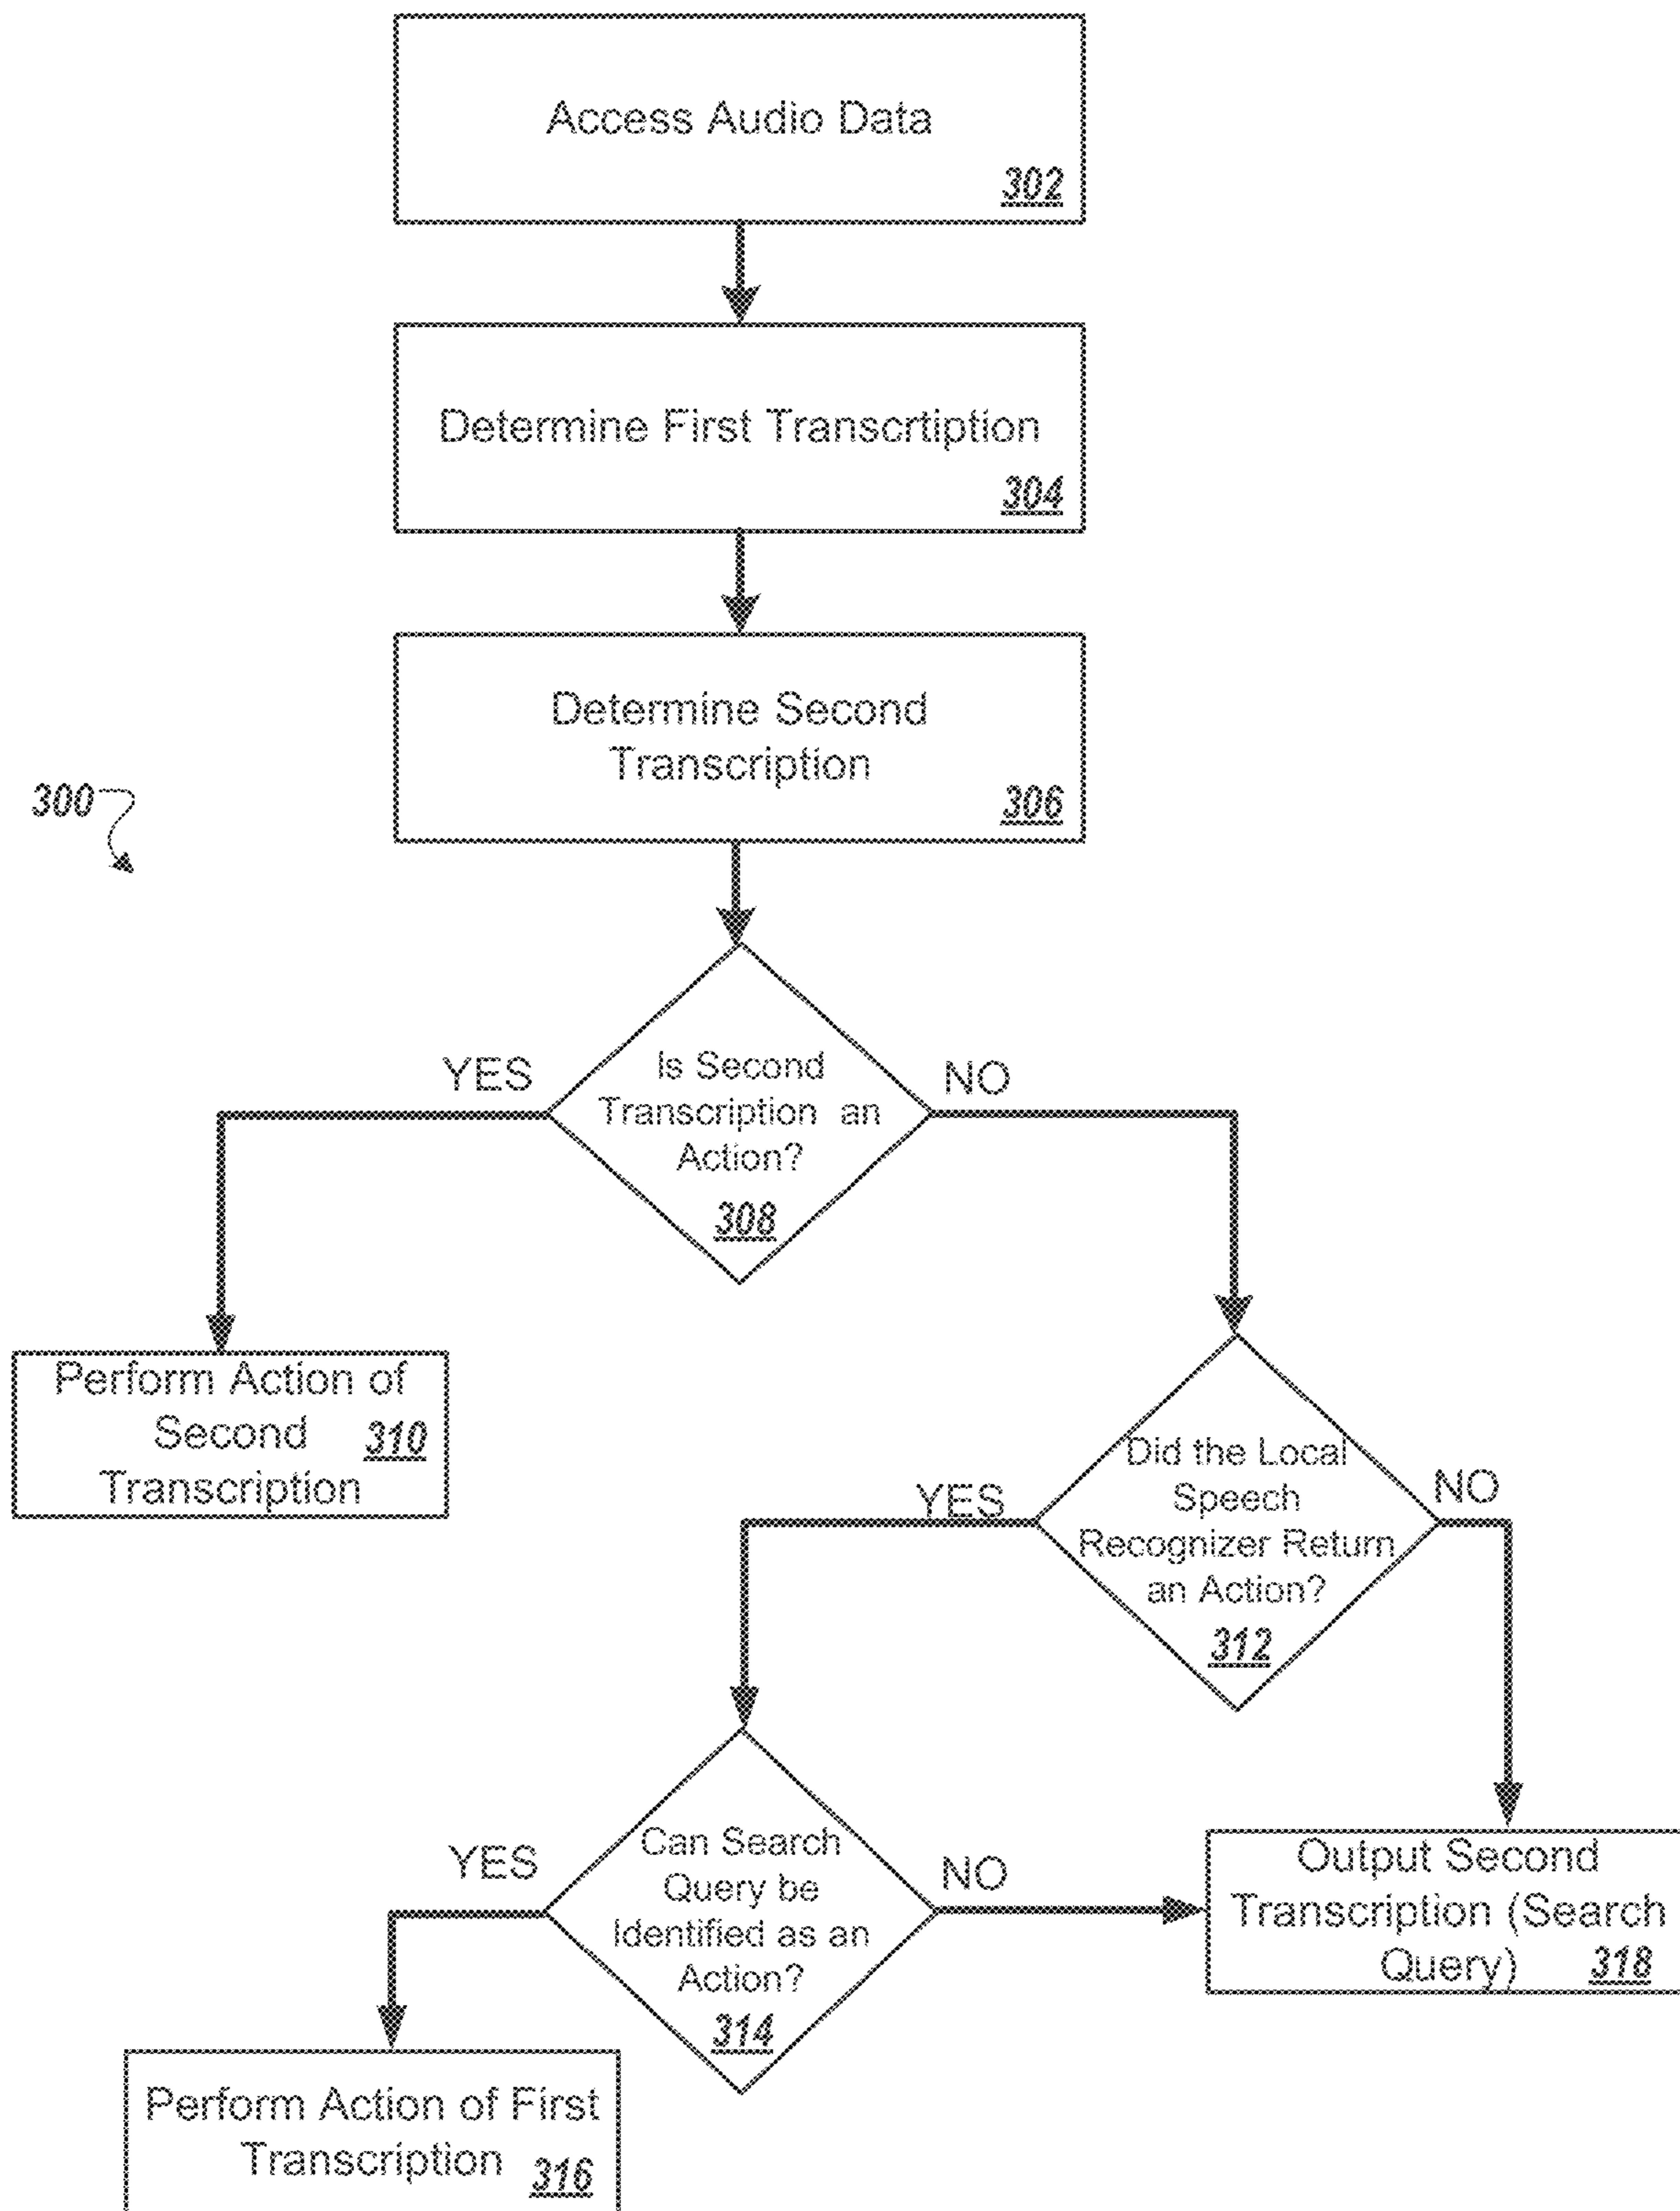 Access Audio Data
302
Determine First Transcrtiption
304
Determine Second
Transcription
306
300
Is Second
Transcription an
Action?
308
YES
NO
Perform Action of
Second 310
Transcription
Did the Local
Speech
Recognizer Return
an Action?
312
YES
NO
Can Search
Query be
Identified as an
Action?
314
YES
NO
Output Second
Transcription (Search
Query) 318
Perform Action of First
Transcription 316